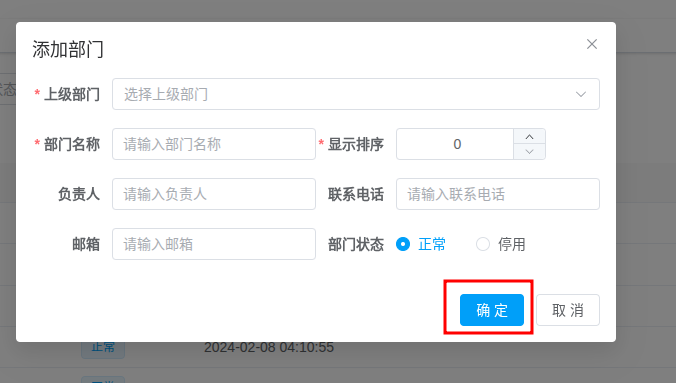 添加部门
状态
* 上级部门 选择上级部门
* 部门名称 请输入部门名称 * 显示排序 0
负责人 请输入负责人 联系电话 请输入联系电话
邮箱 请输入邮箱 部门状态 正常 停用
确 定 取 消
正常 2024-02-08 04:10:55
正常